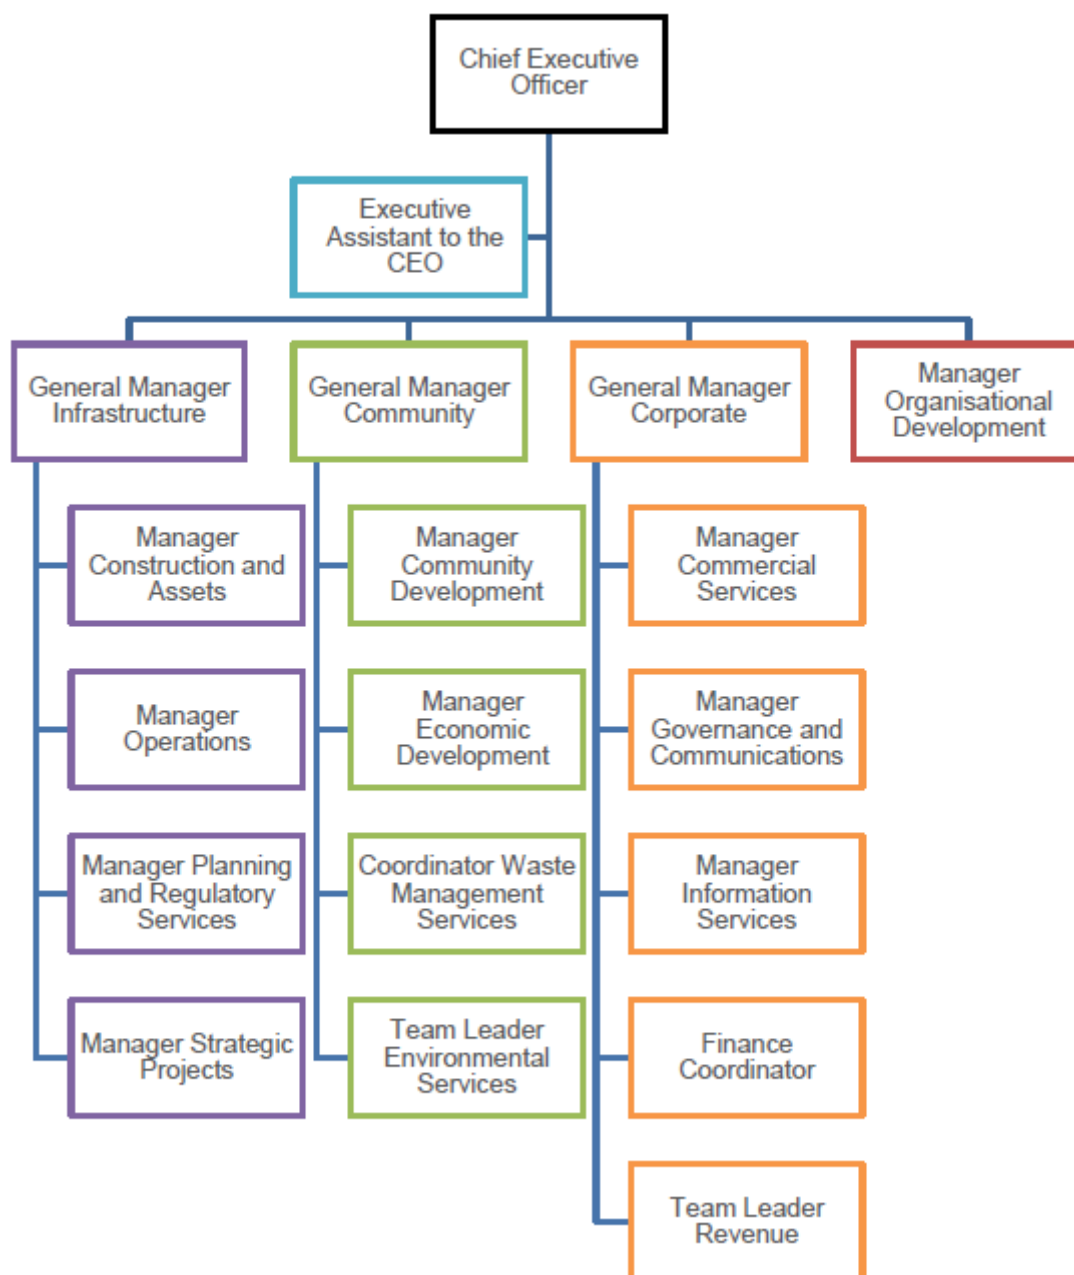 Chief Executive
Officer
Executive
Assistant to the
CEO
General Manager
Infrastructure
General Manager
Community
General Manager
Corporate
Manager
Organisational
Development
Manager
Construction and
Assets
Manager
Operations
Manager Planning
and Regulatory
Services
Manager Strategic
Projects
Manager
Community
Development
Manager
Economic
Development
Coordinator Waste
Management
Services
Team Leader
Environmental
Services
Manager
Commercial
Services
Manager
Governance and
Communications
Manager
Information
Services
Finance
Coordinator
Team Leader
Revenue